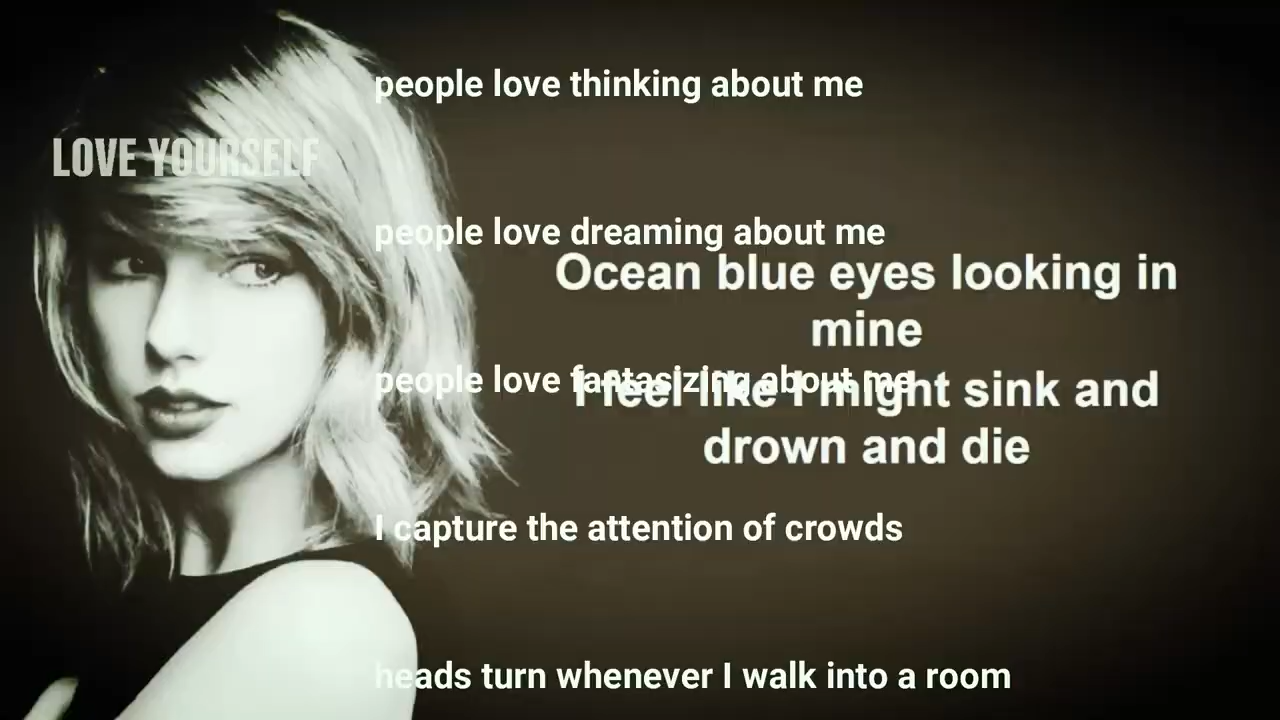 people love thinking about me
LOVE YOURSELF
people love dreaming about me
Ocean blue eyes looking in
mine
people love fantasizing about me
I feel like I might sink and
drown and die
I capture the attention of crowds
heads turn whenever I walk into a room